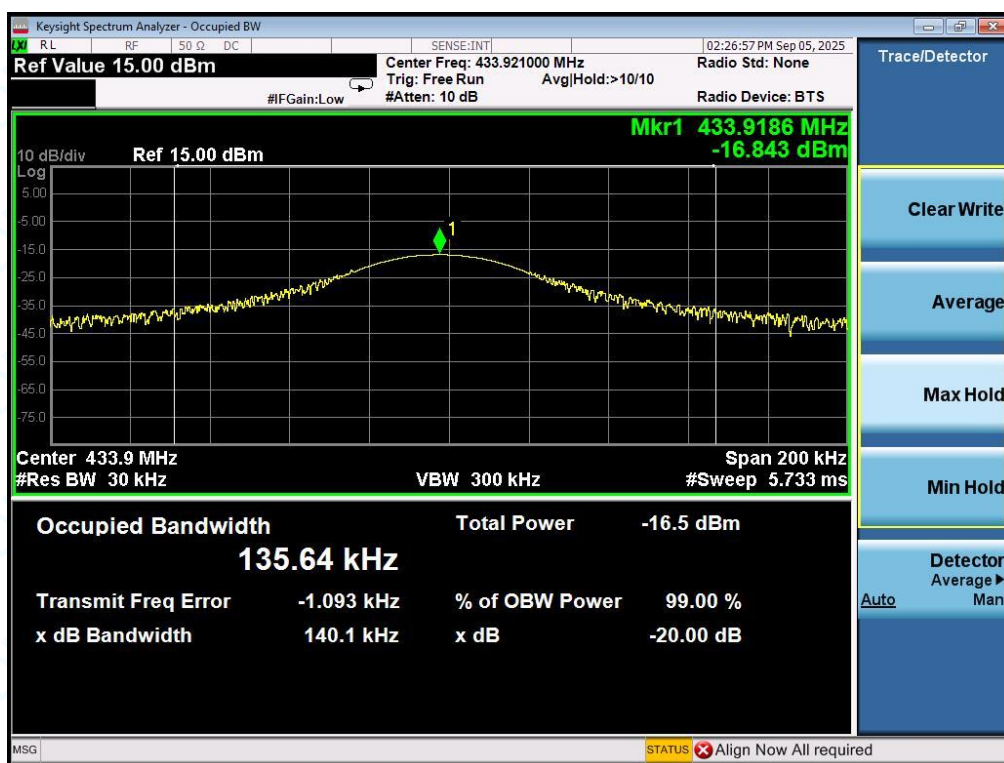 Keysight Spectrum Analyzer - Occupied BW
LXI RL RF 50 Ω DC SENSE:INT 02:26:57 PM Sep 05, 2025
Ref Value 15.00 dBm
Center Freq: 433.921000 MHz
Radio Std: None
Trig: Free Run Avg|Hold:>10/10
#IFGain:Low
#Atten: 10 dB
Radio Device: BTS
Mkr1 433.9186 MHz
-16.843 dBm
10 dB/div Ref 15.00 dBm
Log
5.00
-5.00
1
-15.0
-25.0
-35.0
-45.0
-55.0
-65.0
-75.0
Center 433.9 MHz Span 200 kHz
#Res BW 30 kHz VBW 300 kHz #Sweep 5.733 ms
Occupied Bandwidth Total Power -16.5 dBm
135.64 kHz
Transmit Freq Error -1.093 kHz % of OBW Power 99.00 %
x dB Bandwidth 140.1 kHz x dB -20.00 dB
Trace/Detector
Clear Write
Average
Max Hold
Min Hold
Detector
Average
Auto Man
MSG STATUS Align Now All required